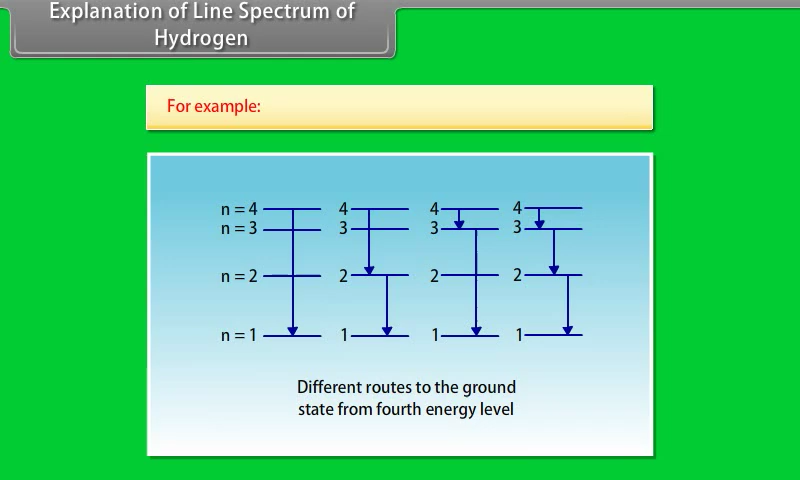 Explanation of Line Spectrum of
Hydrogen
For example:
n = 4 4 4 4
n = 3 3 3 3
n = 2 2 2 2
n = 1 1 1 1
Different routes to the ground
state from fourth energy level